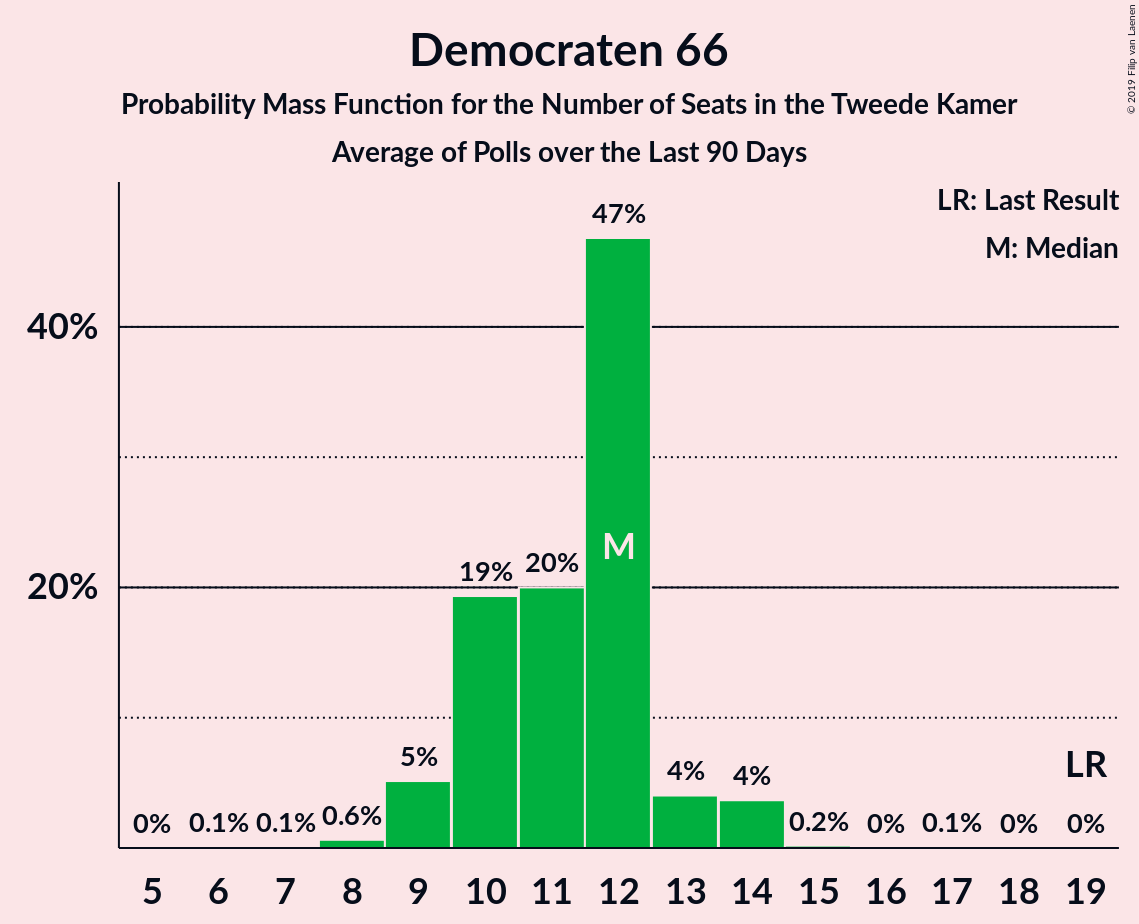 Democraten 66
Probability Mass Function for the Number of Seats in the Tweede Kamer
Average of Polls over the Last 90 Days
© 2019 Filip van Laenen
LR: Last Result
M: Median
40%
20%
0%
0.1%
0.1%
0.6%
5%
19%
20%
47%
M
4%
4%
0.2%
0%
0.1%
0%
0%
LR
5 6 7 8 9 10 11 12 13 14 15 16 17 18 19